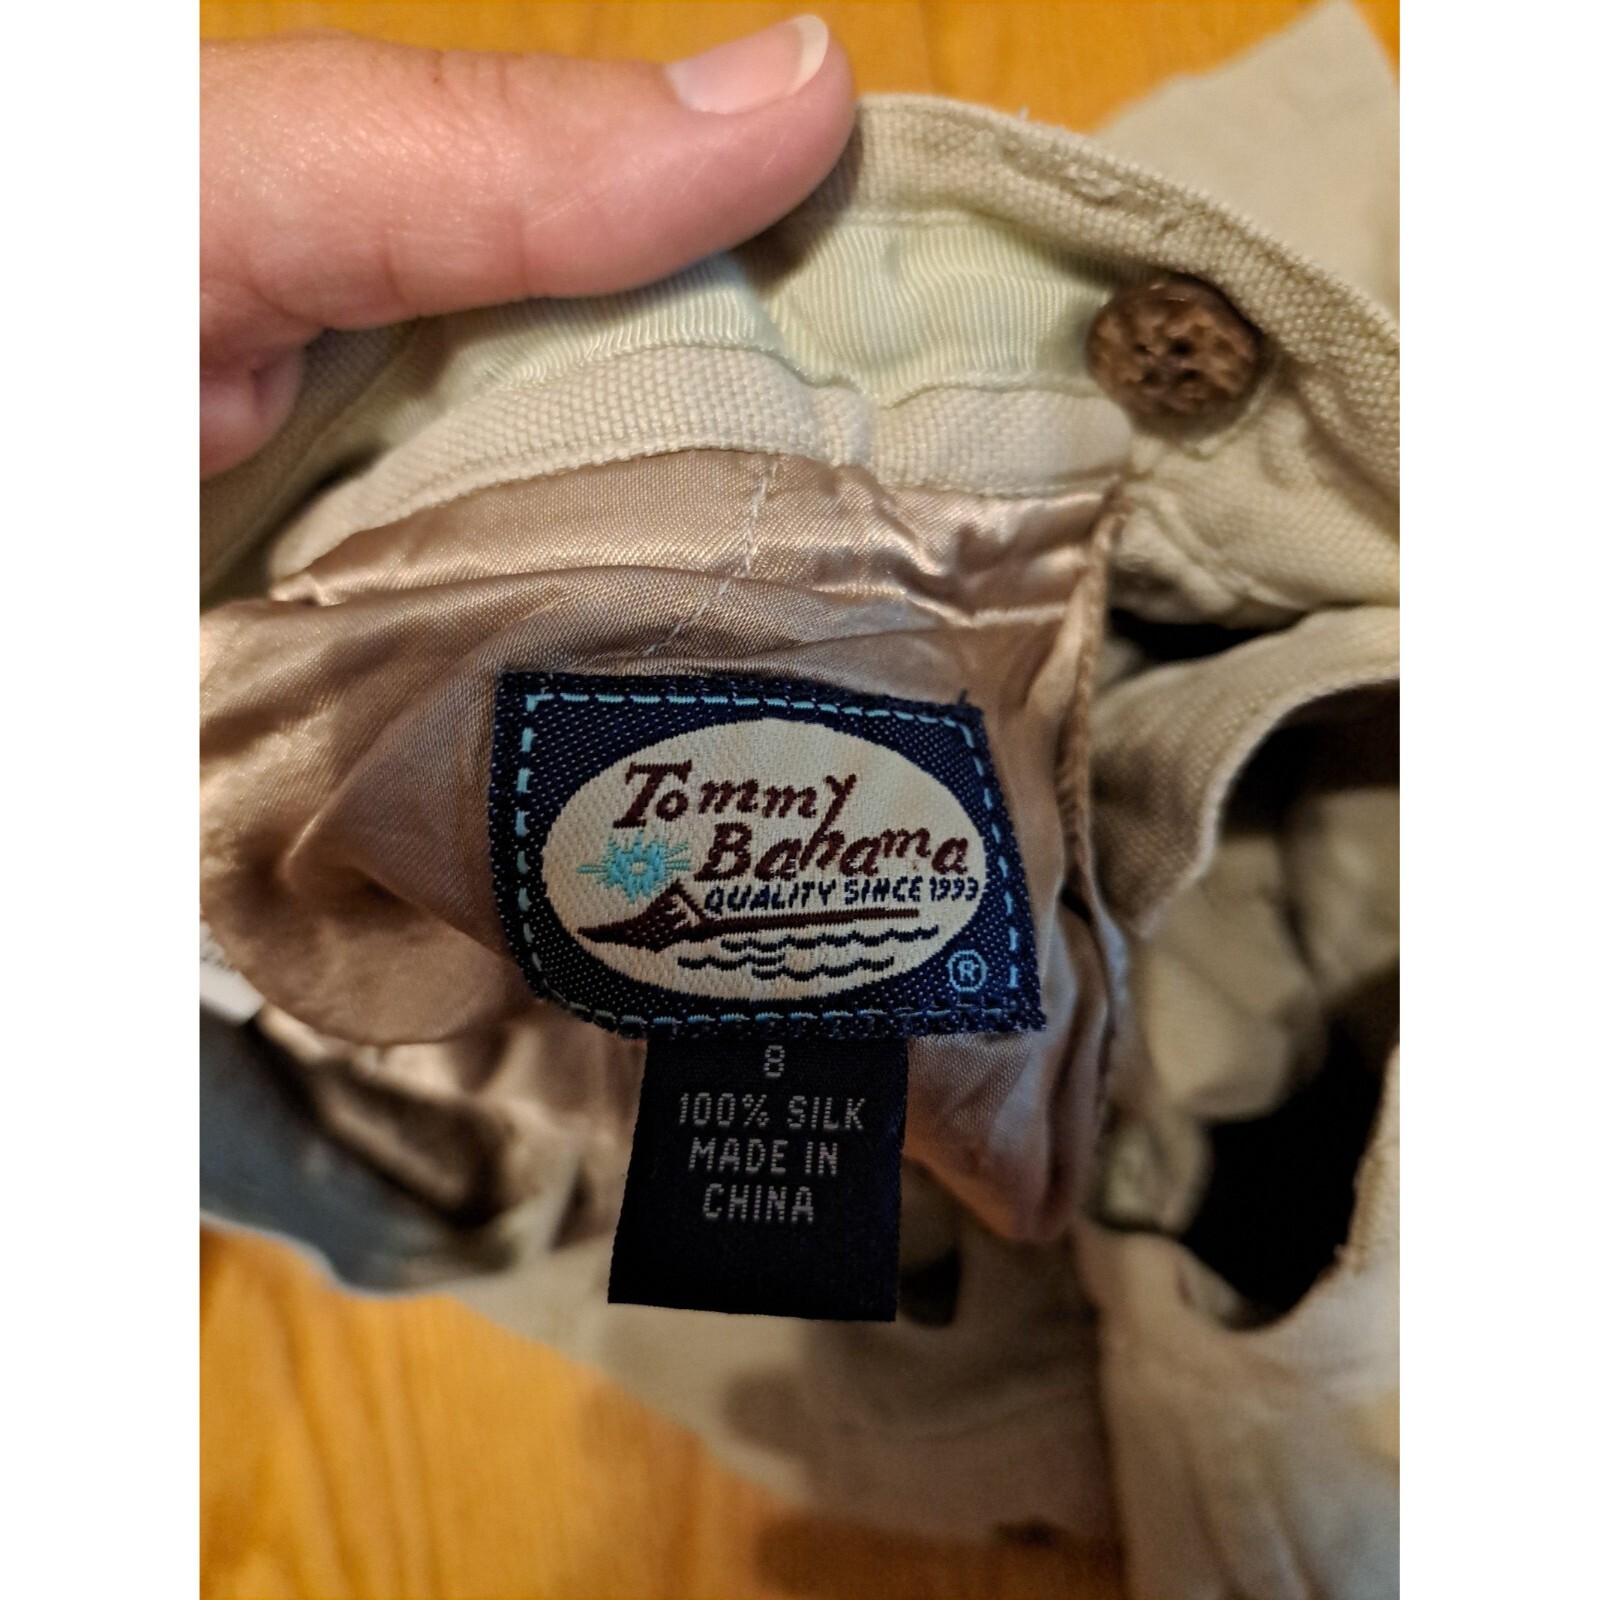 Tommy
Bahama
QUALITY SINCE 1993
®
8
100% SILK
MADE IN
CHINA